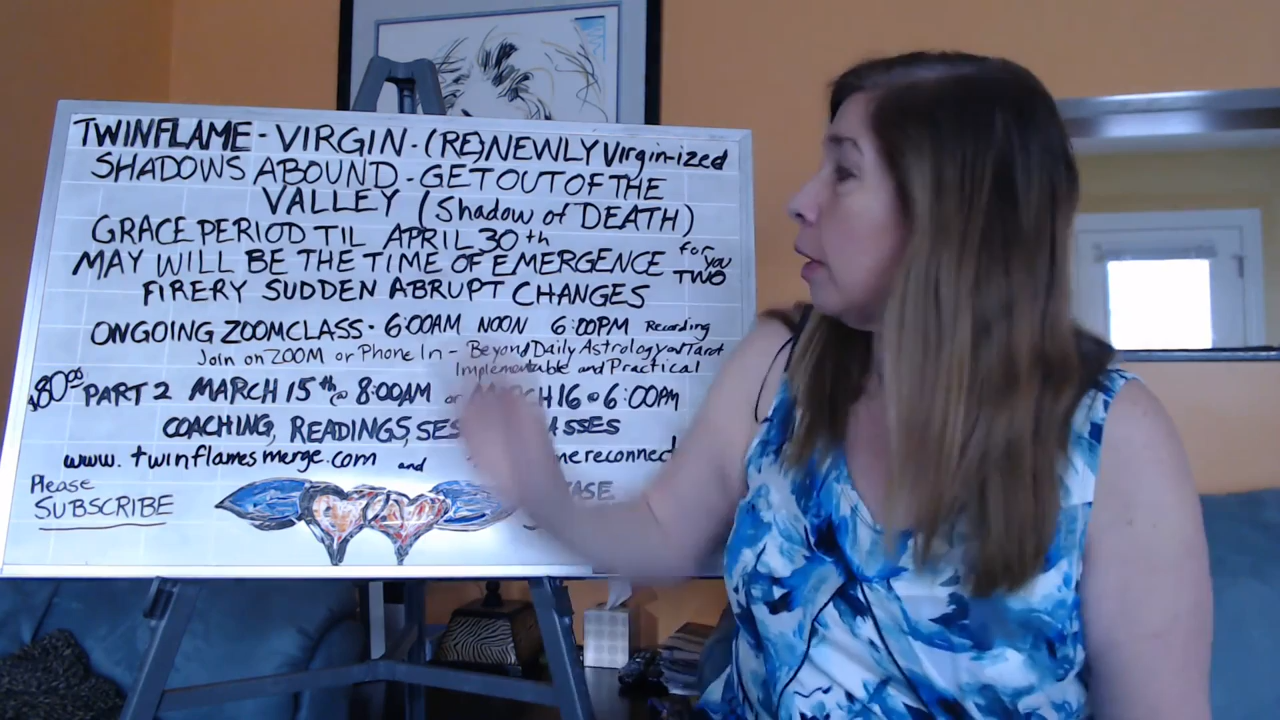 TWINFLAME - VIRGIN - (RE)NEWLY Virgin-ized
SHADOWS ABOUND - GET OUT OF THE
VALLEY (Shadow of DEATH)
GRACE PERIOD TIL APRIL 30th
MAY WILL BE THE TIME OF EMERGENCE for you TWO
FIRERY SUDDEN ABRUPT CHANGES
ONGOING ZOOMCLASS - 6:00AM NOON 6:00PM Recording
Join on ZOOM or Phone In - Beyond Daily Astrology or Tarot
Implementable and Practical
$80.00 PART 2 MARCH 15th @ 8:00AM or MARCH 16 @ 6:00PM
COACHING, READINGS,
www.twinflamesmerge.com and
Please
SUBSCRIBE